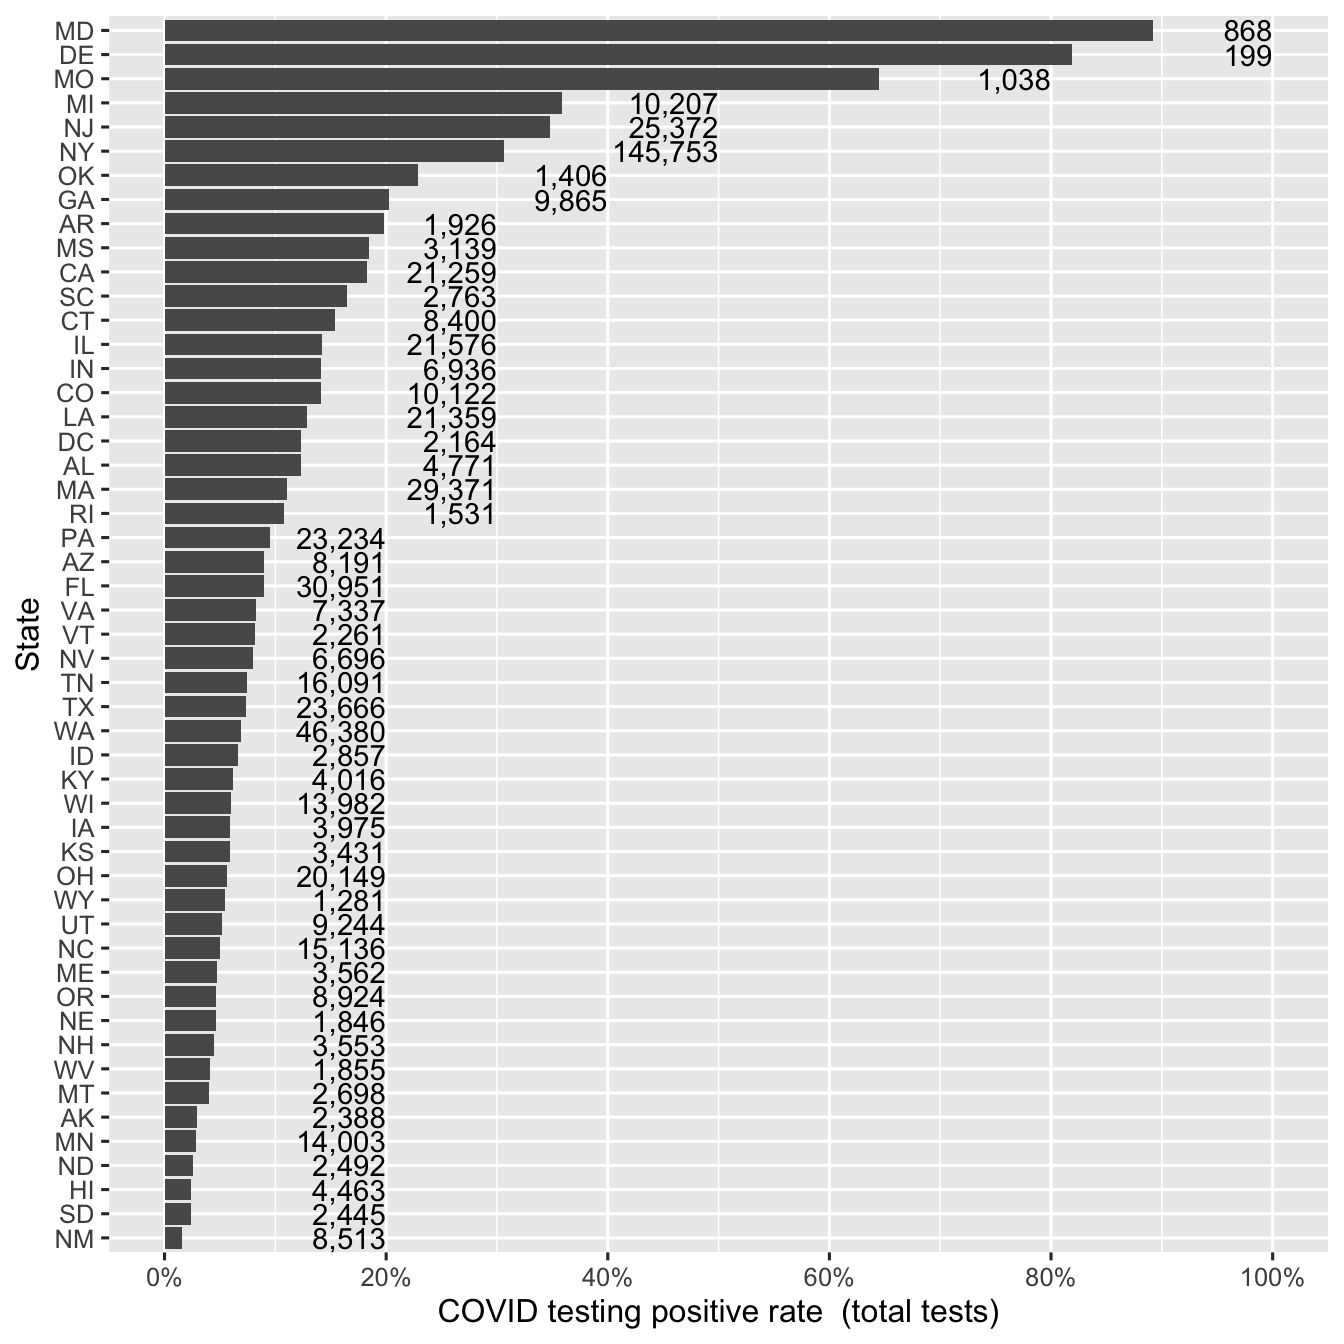 MD 868
DE 199
MO 1,038
MI 10,207
NJ 25,372
NY 145,753
OK 1,406
GA 9,865
AR 1,926
MS 3,139
CA 21,259
SC 2,763
CT 8,400
IL 21,576
IN 6,936
CO 10,122
LA 21,359
DC 2,164
AL 4,771
MA 29,371
RI 1,531
PA 23,234
AZ 8,191
FL 30,951
VA 7,337
VT 2,261
NV 6,696
TN 16,091
TX 23,666
WA 46,380
ID 2,857
KY 4,016
WI 13,982
IA 3,975
KS 3,431
OH 20,149
WY 1,281
UT 9,244
NC 15,136
ME 3,562
OR 8,924
NE 1,846
NH 3,553
WV 1,855
MT 2,698
AK 2,388
MN 14,003
ND 2,492
HI 4,463
SD 2,445
NM 8,513
State
0% 20% 40% 60% 80% 100%
COVID testing positive rate  (total tests)